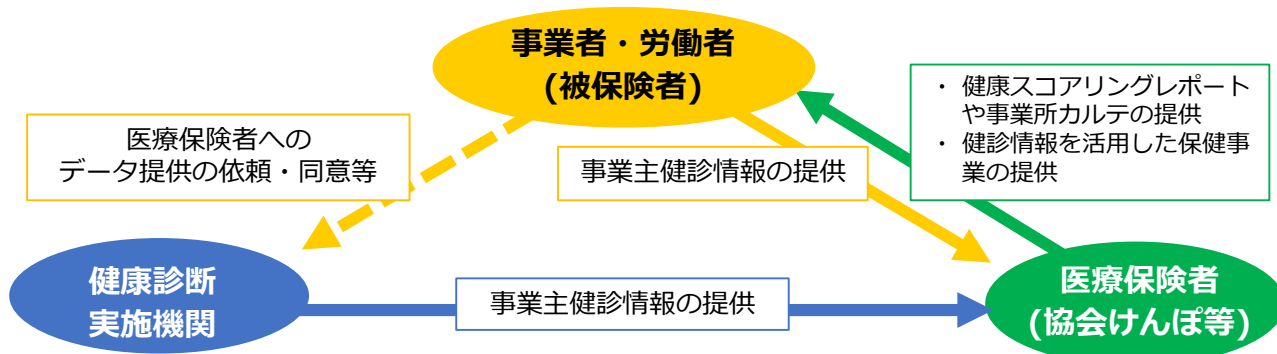 事業者・労働者
(被保険者)
・ 健康スコアリングレポート
や事業所カルテの提供
・ 健診情報を活用した保健事
業の提供
医療保険者への
データ提供の依頼・同意等
事業主健診情報の提供
健康診断
実施機関
事業主健診情報の提供
医療保険者
(協会けんぽ等)